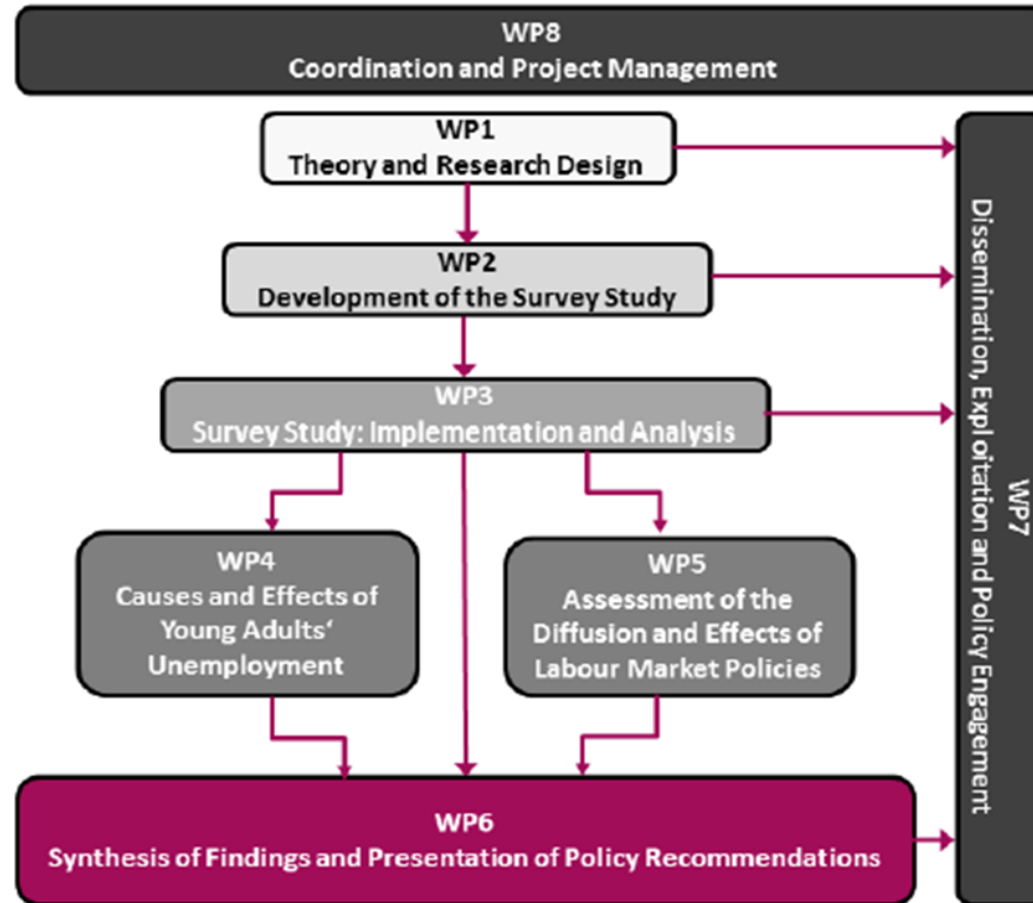 WP8
Coordination and Project Management
WP1
Theory and Research Design
WP2
Development of the Survey Study
WP3
Survey Study: Implementation and Analysis
WP4
Causes and Effects of
Young Adults‘
Unemployment
WP5
Assessment of the
Diffusion and Effects of
Labour Market Policies
WP6
Synthesis of Findings and Presentation of Policy Recommendations
WP7
Dissemination, Exploitation and Policy Engagement